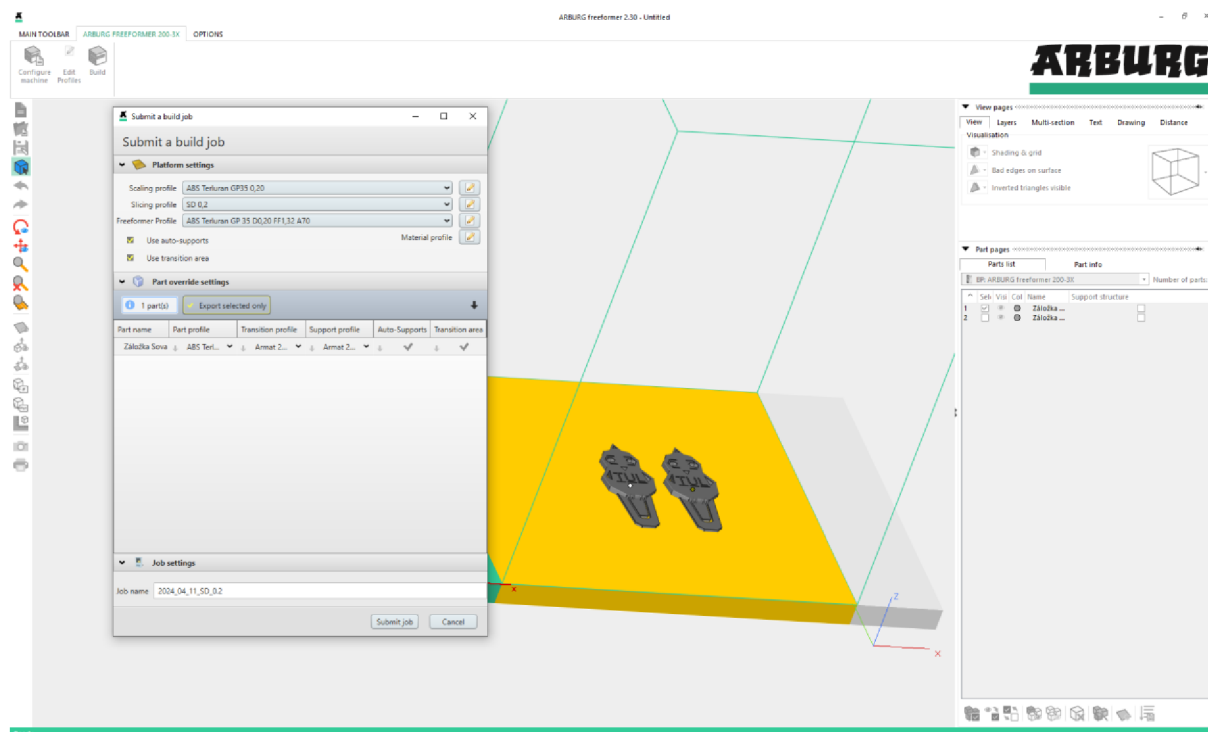 ARBURG freeformer 2.30 - Untitled
MAIN TOOLBAR ARBURG FREEFORMER 200-3X OPTIONS
Configure machine Edit Profiles Build
ARBURG
Submit a build job
Submit a build job
Platform settings
Scaling profile ABS Terluran GP35 0,20
Slicing profile SD 0,2
Freeformer Profile ABS Terluran GP 35 D0,20 FF1,32 A70
Use auto-supports Material profile
Use transition area
Part override settings
1 part(s) Export selected only
Part name Part profile Transition profile Support profile Auto-Supports Transition area
Záložka Sova ABS Terl... Armat 2... Armat 2...
Job settings
Job name 2024_04_11_SD_0.2
Submit job Cancel
TUL TUL
X
Z
X
View pages
View Layers Multi-section Text Drawing Distance
Visualisation
Shading & grid
Bad edges on surface
Inverted triangles visible
Part pages
Parts list Part info
BP: ARBURG freeformer 200-3X Number of parts:
Sel Visi Col Name Support structure
1 Záložka ...
2 Záložka ...